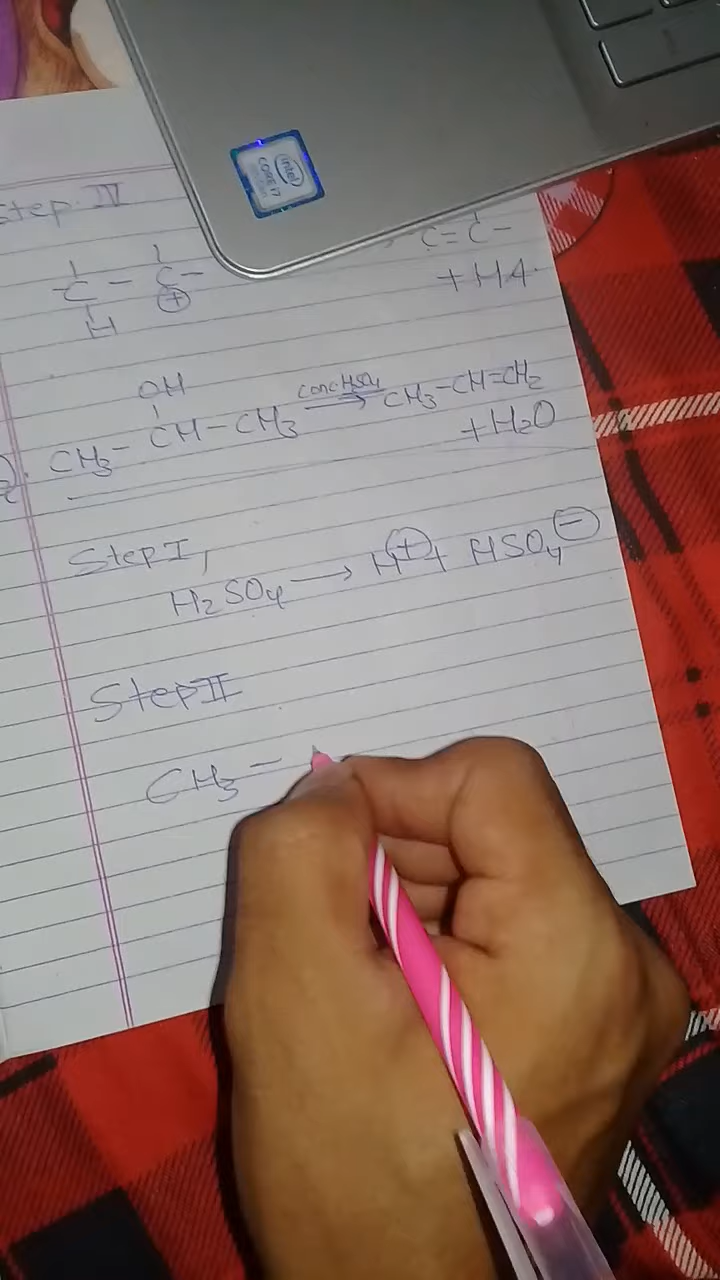 Step IV
C=C-
-C-C-
⊕
H
+HA.
OH
CH3-CH-CH3 Conc H2SO4 → CH3-CH=CH2
+H2O
Step I,
H2SO4 → H⊕+ HSO4⊖
Step II
CH3-
intel
CORE i7